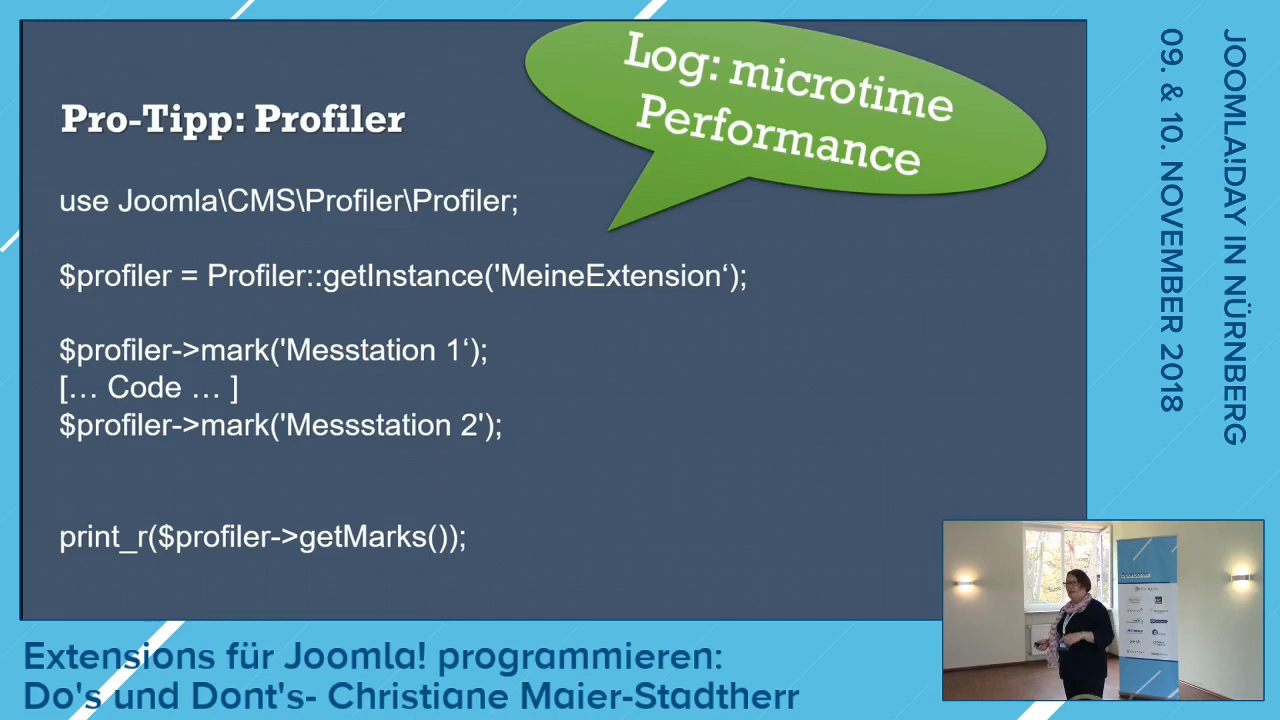 Log: microtime
Performance
Pro-Tipp: Profiler
use Joomla\CMS\Profiler\Profiler;
$profiler = Profiler::getInstance('MeineExtension‘);
$profiler->mark('Messtation 1‘);
[… Code … ]
$profiler->mark('Messstation 2');
print_r($profiler->getMarks());
JOOMLA!DAY IN NÜRNBERG
09. & 10. NOVEMBER 2018
Extensions für Joomla! programmieren:
Do's und Dont's- Christiane Maier-Stadtherr